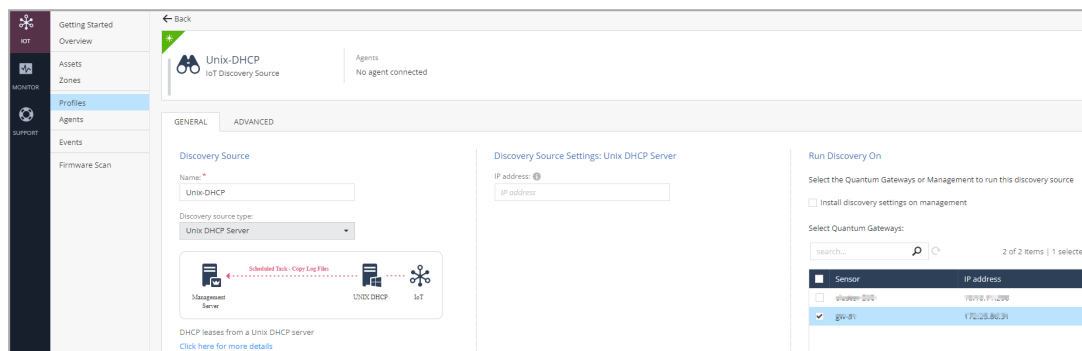 IOT
MONITOR
SUPPORT
Getting Started
Overview
Assets
Zones
Profiles
Agents
Events
Firmware Scan
Back
Unix-DHCP
IoT Discovery Source
Agents
No agent connected
GENERAL ADVANCED
Discovery Source
Name: *
Unix-DHCP
Discovery source type:
Unix DHCP Server
Scheduled Task - Copy Log Files
Management
Server
UNIX DHCP
IoT
DHCP leases from a Unix DHCP server
Click here for more details
Discovery Source Settings: Unix DHCP Server
IP address:
IP address
Run Discovery On
Select the Quantum Gateways or Management to run this discovery source
Install discovery settings on management
Select Quantum Gateways:
search...
2 of 2 items | 1 selecte
Sensor IP address